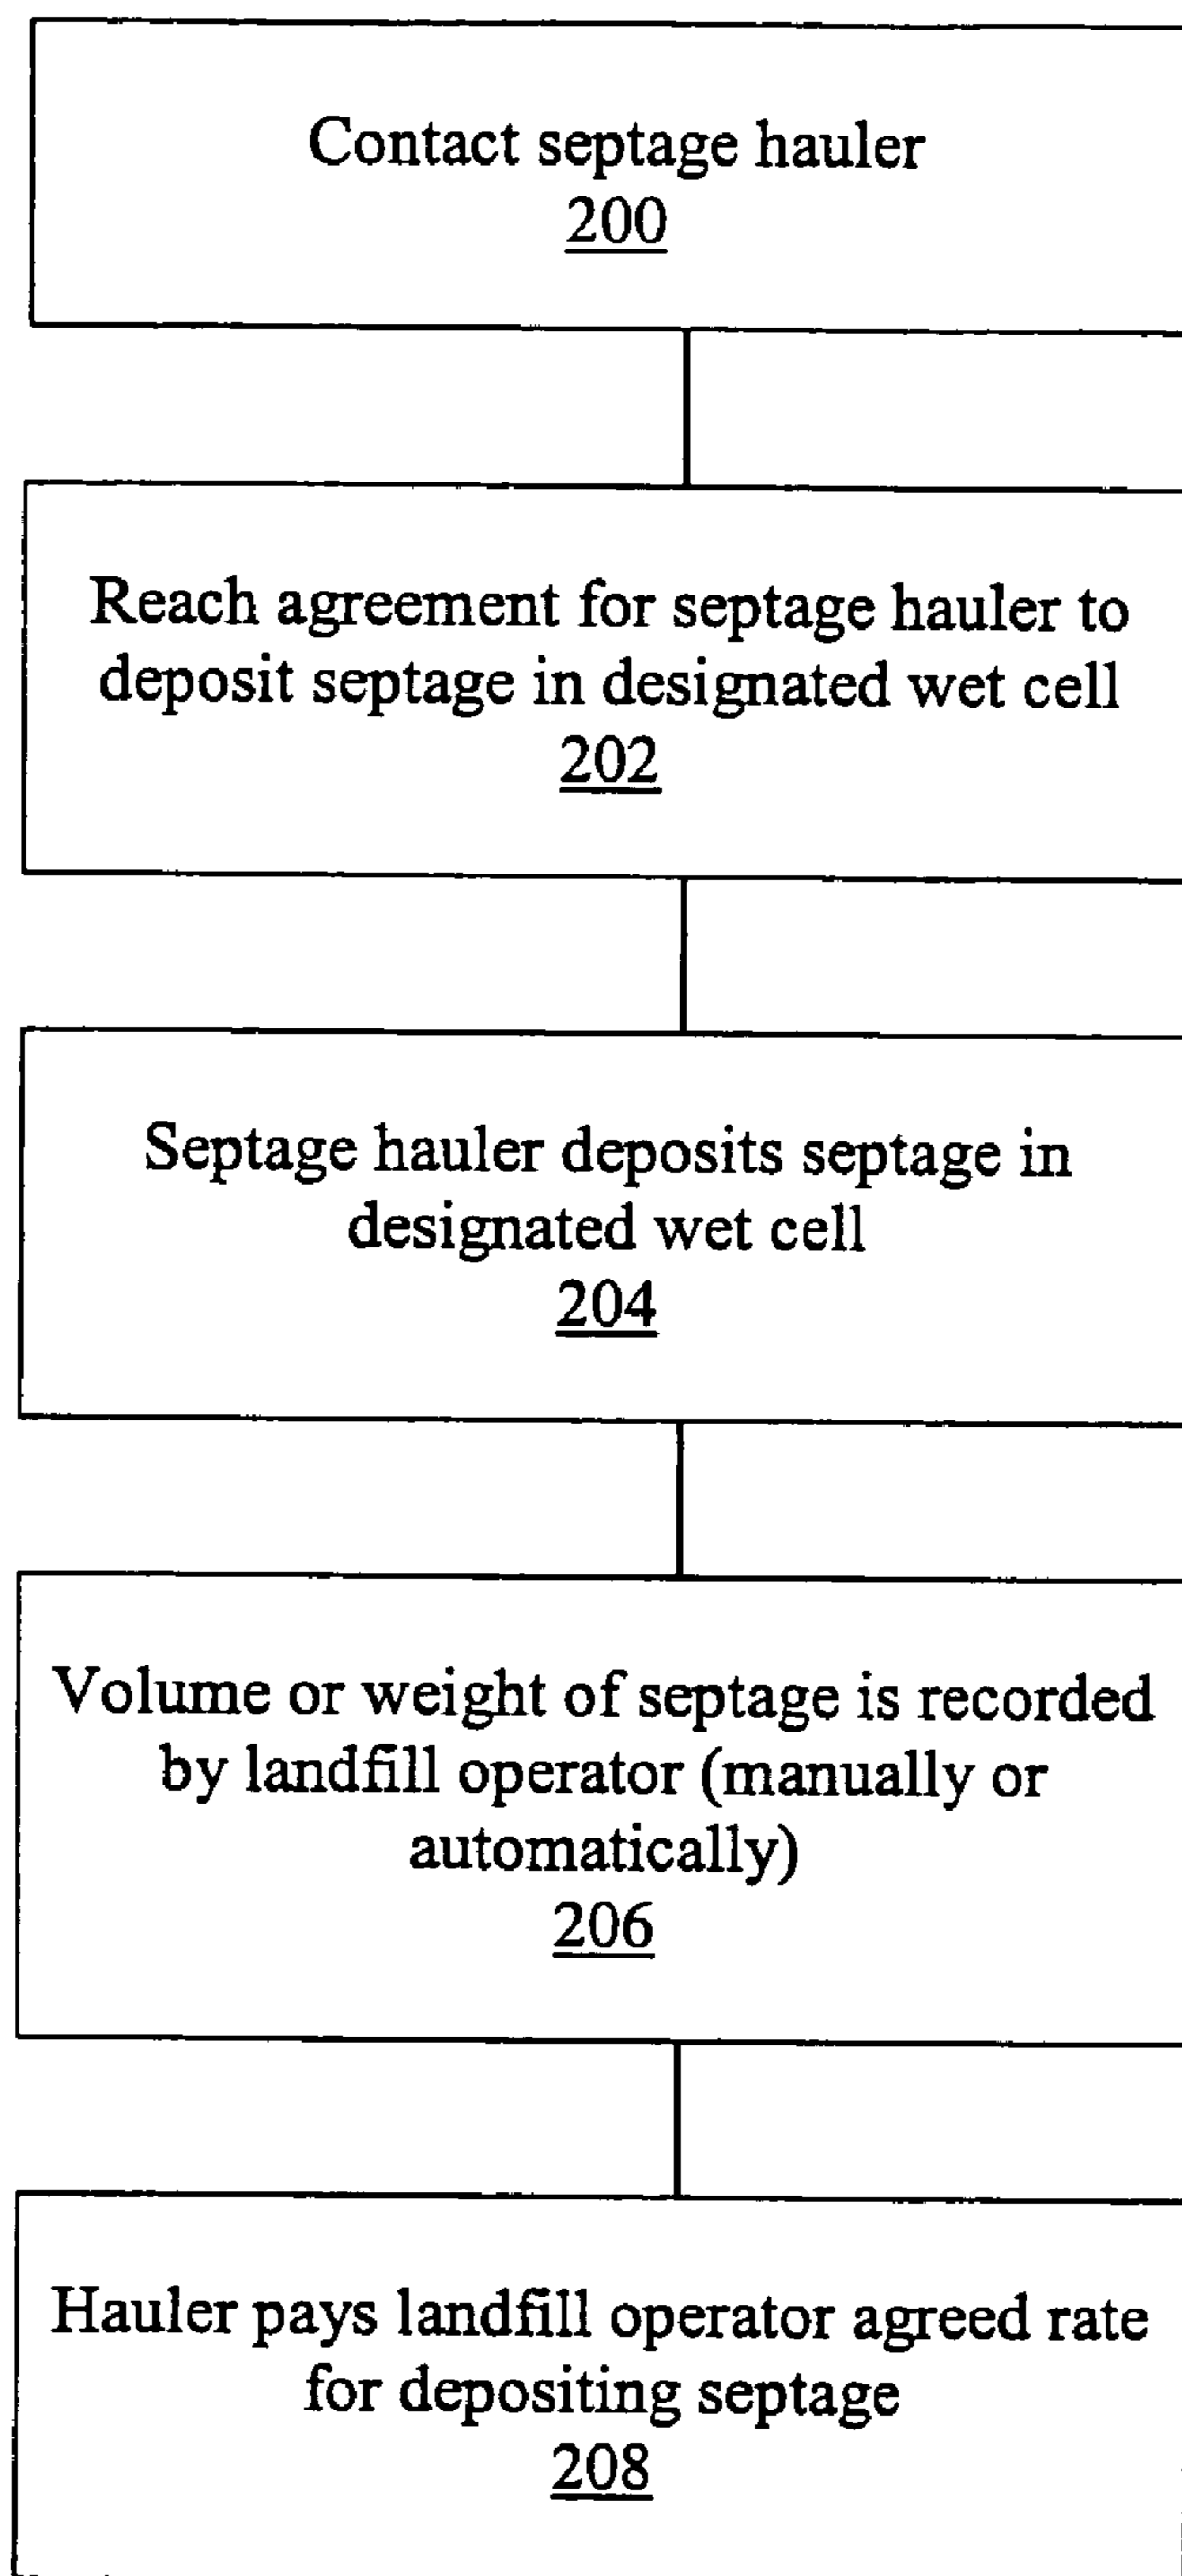 Contact septage hauler
200
Reach agreement for septage hauler to
deposit septage in designated wet cell
202
Septage hauler deposits septage in
designated wet cell
204
Volume or weight of septage is recorded
by landfill operator (manually or
automatically)
206
Hauler pays landfill operator agreed rate
for depositing septage
208